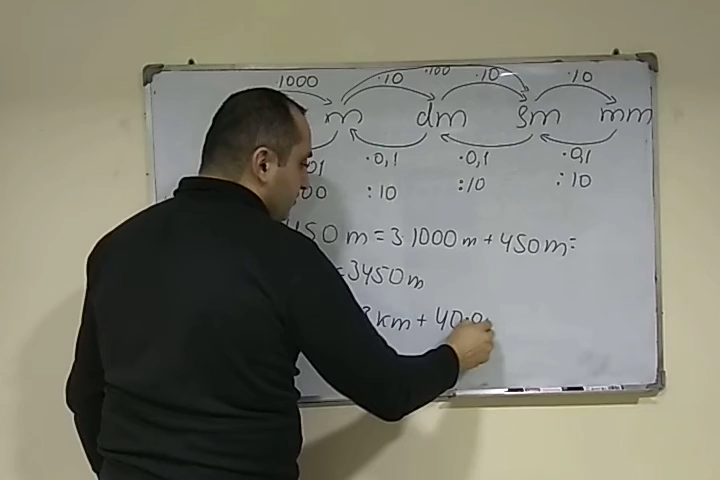 ·1000 ·10 ·100 ·10 ·10
m dm sm mm
01 ·0,1 ·0,1 ·0,1
00 :10 :10 :10
450 m = 3·1000 m + 450 m =
= 3450 m
3 km + 40·0